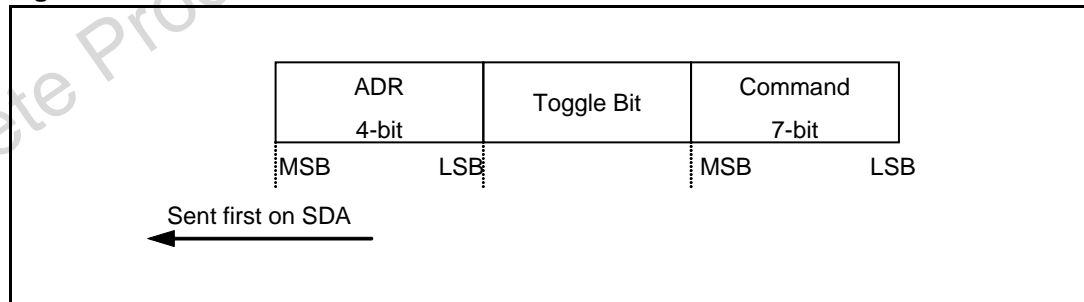 ADR
4-bit
Toggle Bit
Command
7-bit
MSB
LSB
MSB
LSB
Sent first on SDA